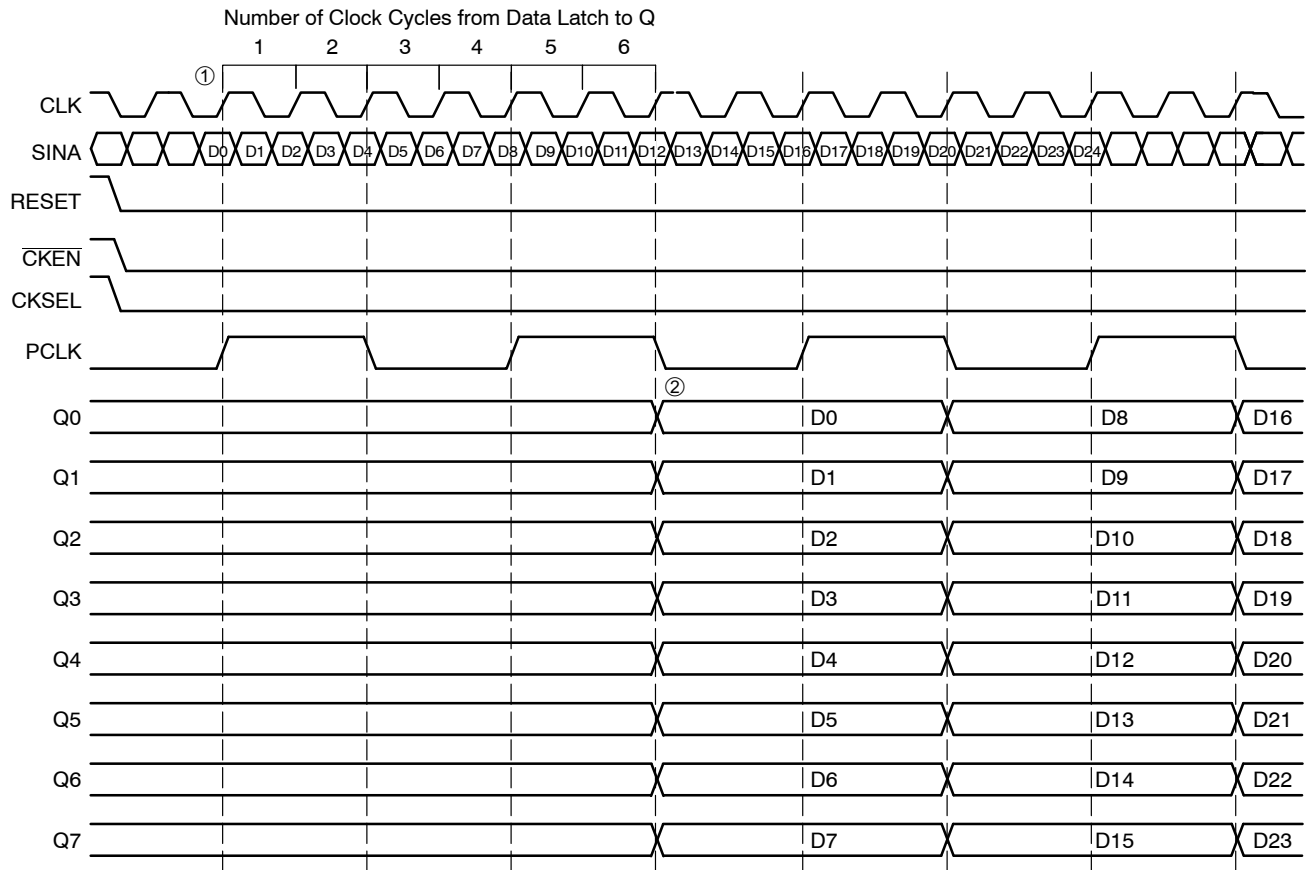 Number of Clock Cycles from Data Latch to Q
1 2 3 4 5 6
①
CLK
SINA D0 D1 D2 D3 D4 D5 D6 D7 D8 D9 D10 D11 D12 D13 D14 D15 D16 D17 D18 D19 D20 D21 D22 D23 D24
RESET
CKEN
CKSEL
PCLK
②
Q0 D0 D8 D16
Q1 D1 D9 D17
Q2 D2 D10 D18
Q3 D3 D11 D19
Q4 D4 D12 D20
Q5 D5 D13 D21
Q6 D6 D14 D22
Q7 D7 D15 D23